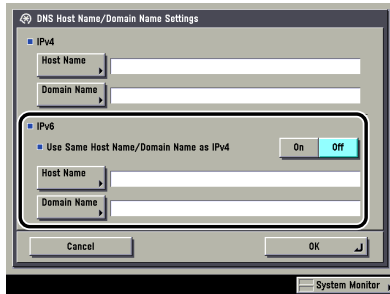 DNS Host Name/Domain Name Settings
IPv4
Host Name
Domain Name
IPv6
Use Same Host Name/Domain Name as IPv4 On Off
Host Name
Domain Name
Cancel OK
System Monitor